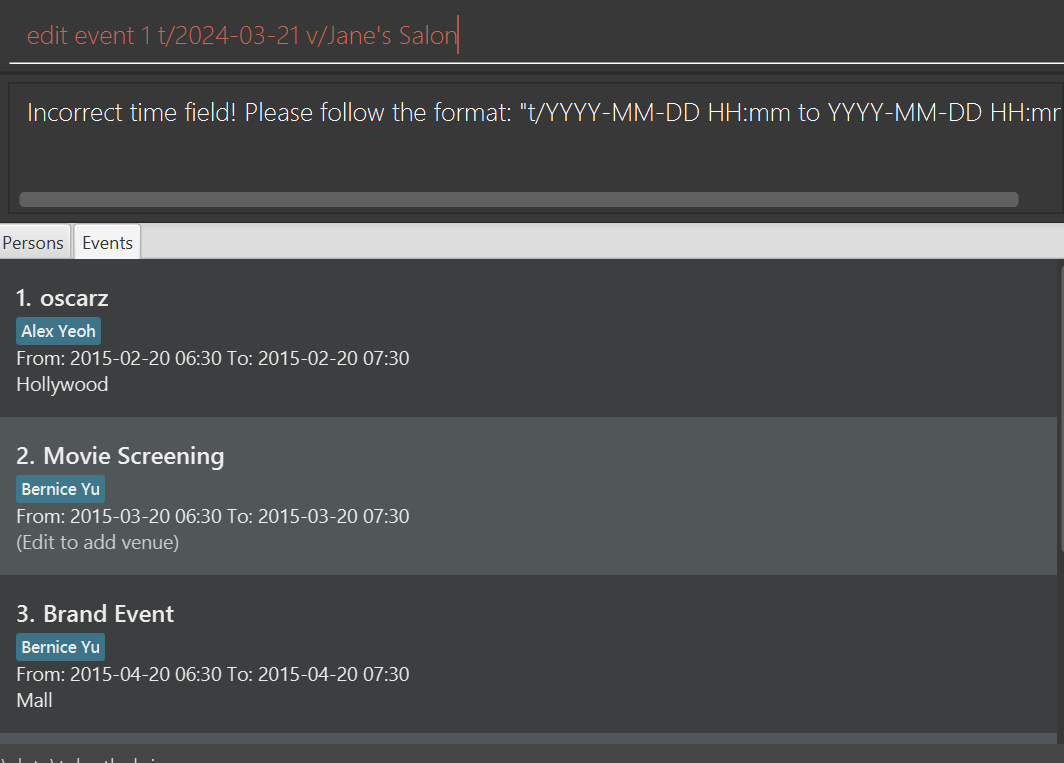 edit event 1 t/2024-03-21 v/Jane's Salon
Incorrect time field! Please follow the format: "t/YYYY-MM-DD HH:mm to YYYY-MM-DD
Persons Events
1. oscarz
Alex Yeoh
From: 2015-02-20 06:30 To: 2015-02-20 07:30
Hollywood
2. Movie Screening
Bernice Yu
From: 2015-03-20 06:30 To: 2015-03-20 07:30
(Edit to add venue)
3. Brand Event
Bernice Yu
From: 2015-04-20 06:30 To: 2015-04-20 07:30
Mall